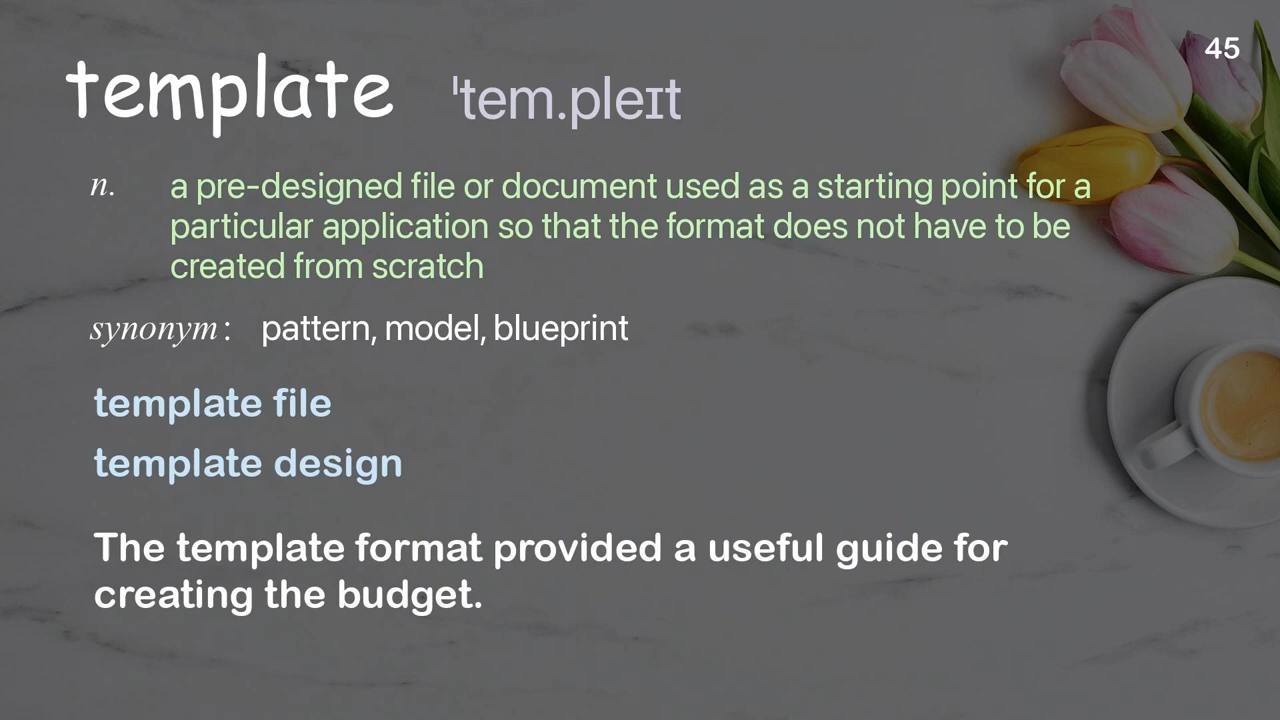 45
template ˈtem.pleɪt
n. a pre-designed file or document used as a starting point for a
particular application so that the format does not have to be
created from scratch
synonym: pattern, model, blueprint
template file
template design
The template format provided a useful guide for
creating the budget.